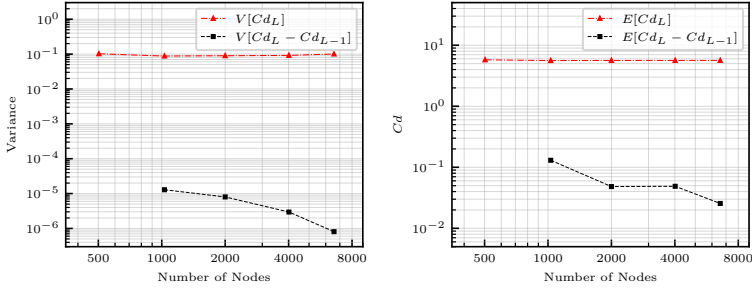 V[Cd_L]
V[Cd_L − Cd_{L−1}]
10^1
10^0
10^{−1}
10^{−2}
10^{−3}
10^{−4}
10^{−5}
10^{−6}
Variance
500 1000 2000 4000 8000
Number of Nodes
E[Cd_L]
E[Cd_L − Cd_{L−1}]
10^1
10^0
10^{−1}
10^{−2}
Cd
500 1000 2000 4000 8000
Number of Nodes